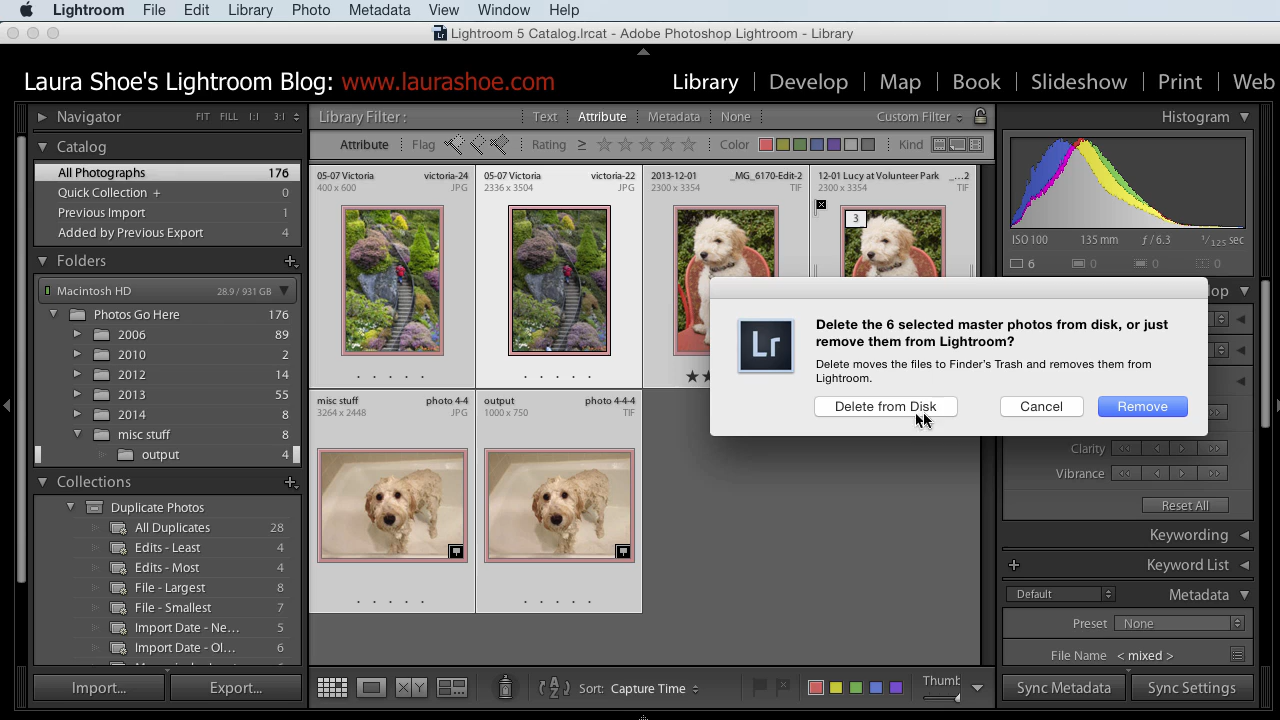 Lightroom File Edit Library Photo Metadata View Window Help
Lightroom 5 Catalog.lrcat - Adobe Photoshop Lightroom - Library
Laura Shoe's Lightroom Blog: www.laurashoe.com
Library | Develop | Map | Book | Slideshow | Print | Web
Navigator FIT FILL 1:1 3:1
Catalog
All Photographs 176
Quick Collection + 0
Previous Import 1
Added by Previous Export 4
Folders +
Macintosh HD 28.9 / 931 GB
Photos Go Here 176
2006 89
2010 2
2012 14
2013 55
2014 8
misc stuff 8
output 4
Collections +
Duplicate Photos
All Duplicates 28
Edits - Least 4
Edits - Most 4
File - Largest 8
File - Smallest 7
Import Date - Ne... 5
Import Date - Ol... 6
Import... Export...
Library Filter : Text Attribute Metadata None Custom Filter
Attribute Flag Rating ≥ Color Kind
05-07 Victoria victoria-24
400 x 600 JPG
05-07 Victoria victoria-22
2336 x 3504 JPG
2013-12-01 _MG_6170-Edit-2
2300 x 3354 TIF
12-01 Lucy at Volunteer Park _...2
2300 x 3354 TIF
3
misc stuff photo 4-4
3264 x 2448 JPG
output photo 4-4-4
1000 x 750 TIF
Delete the 6 selected master photos from disk, or just
remove them from Lightroom?
Delete moves the files to Finder's Trash and removes them from
Lightroom.
Delete from Disk Cancel Remove
Lr
XY Sort: Capture Time Thumb
Histogram
ISO 100 135 mm ƒ / 6.3 1/125 sec
6 0 0 0
op
Clarity
Vibrance
Reset All
Keywording
+ Keyword List
Default Metadata
Preset None
File Name < mixed >
Sync Metadata Sync Settings